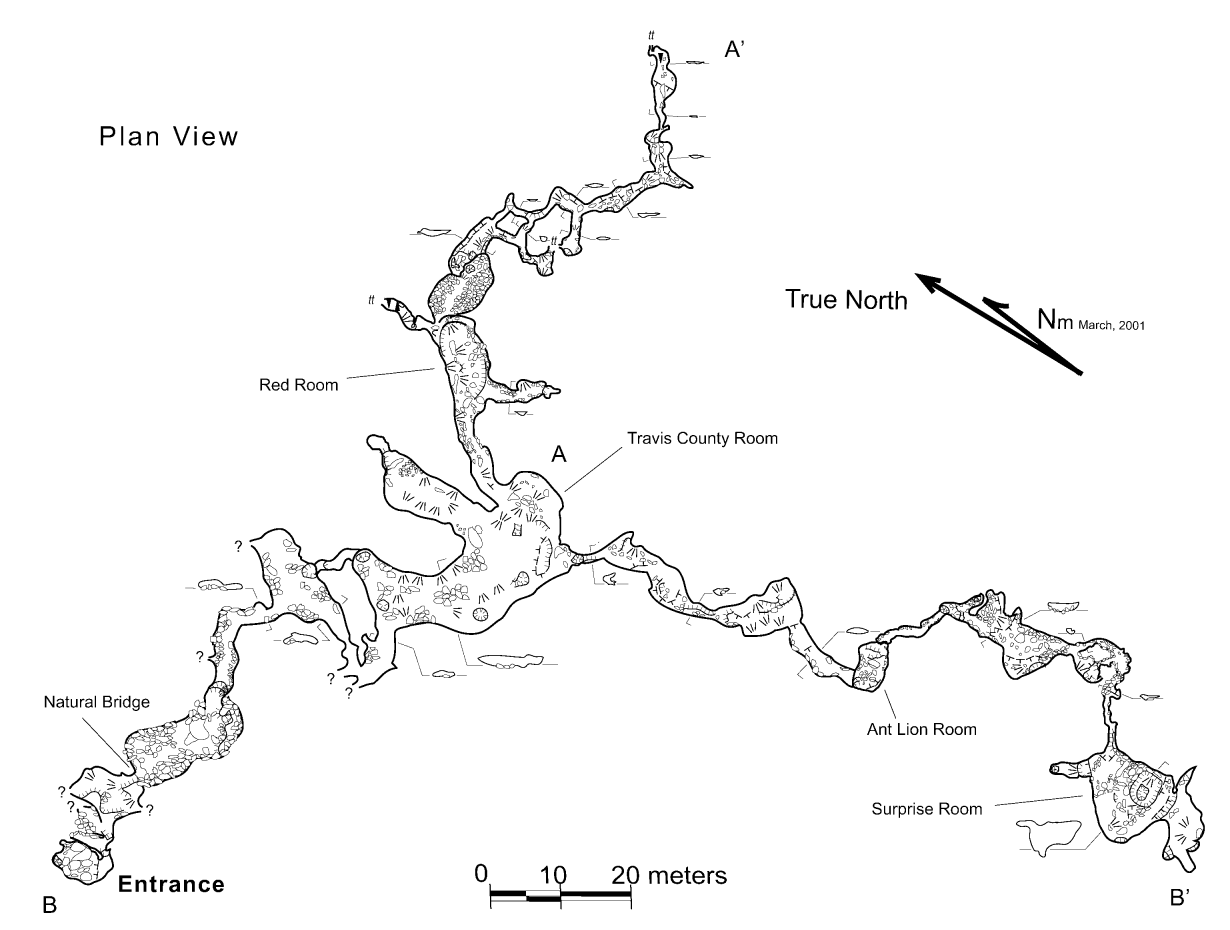 tt
A'
Plan View
tt
tt
True North
Nm March, 2001
Red Room
Travis County Room
A
?
?
? ?
Natural Bridge
Ant Lion Room
? ? ?
Surprise Room
Entrance
0 10 20 meters
B
B'